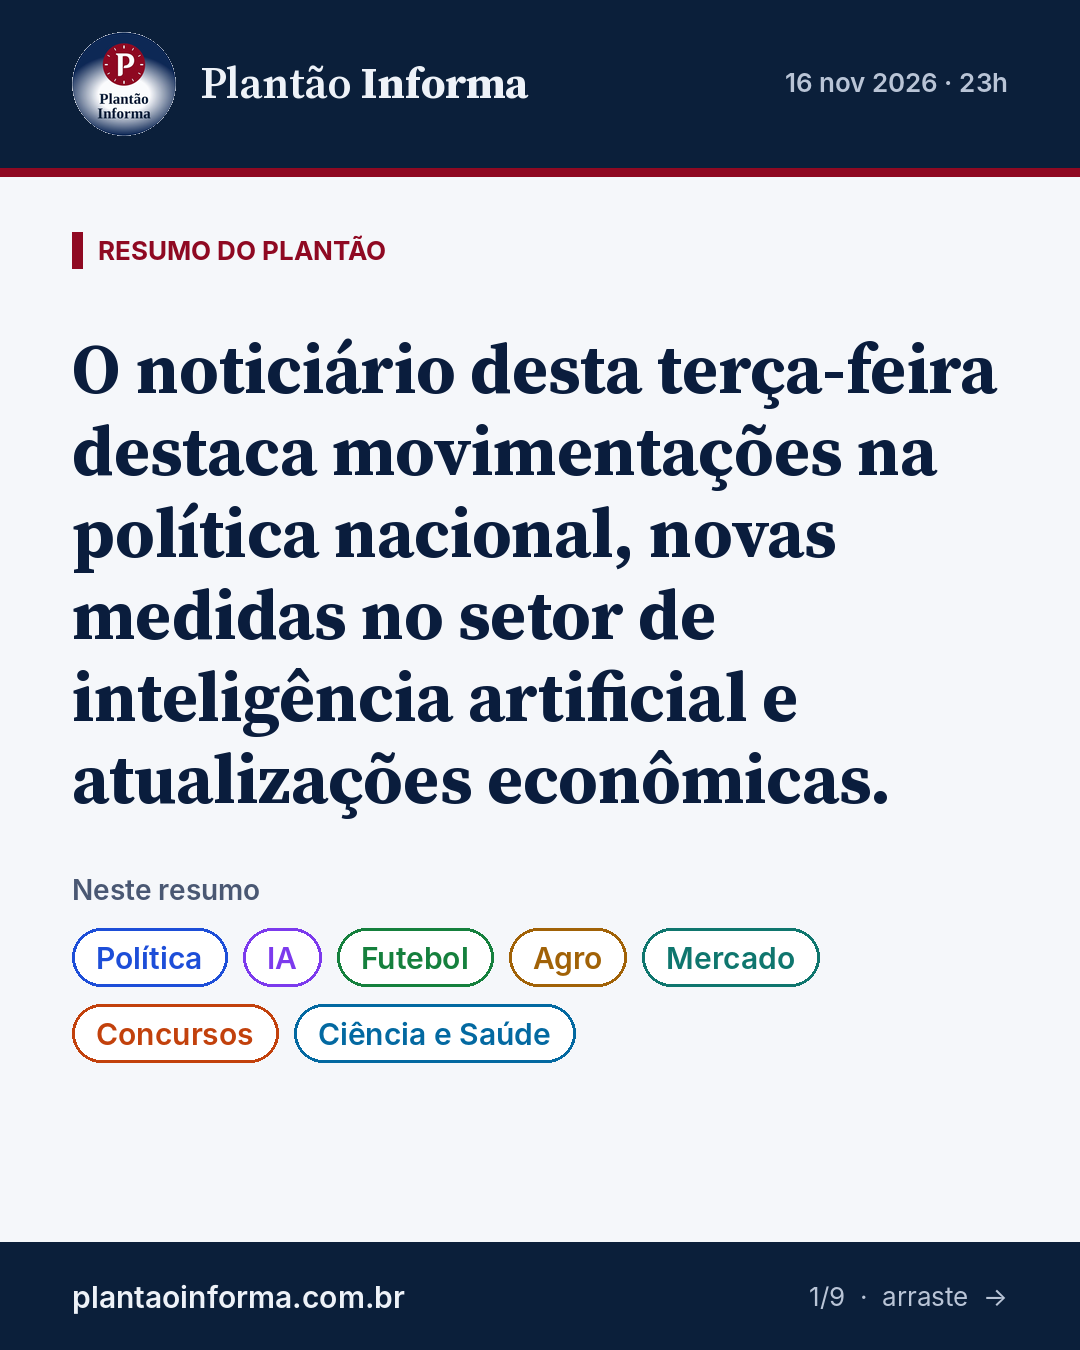 P
Plantão
Informa
Plantão Informa
16 nov 2026 · 23h
RESUMO DO PLANTÃO
O noticiário desta terça-feira
destaca movimentações na
política nacional, novas
medidas no setor de
inteligência artificial e
atualizações econômicas.
Neste resumo
Política IA Futebol Agro Mercado
Concursos Ciência e Saúde
plantaoinforma.com.br
1/9 · arraste →